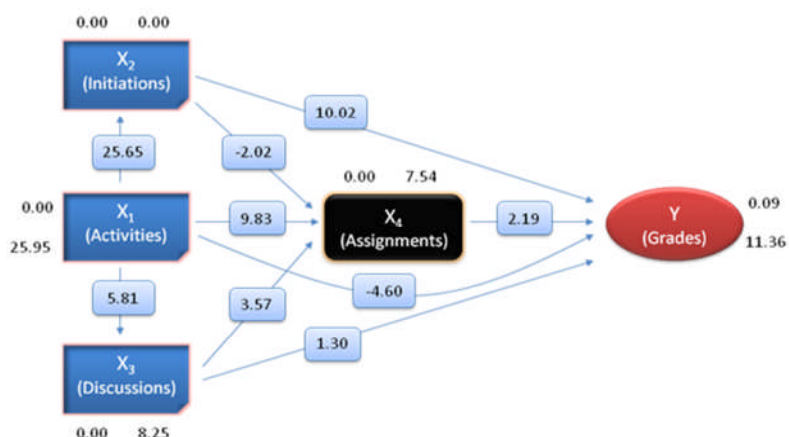 0.00 0.00
X2
(Initiations)
10.02
25.65
-2.02
0.00 7.54
0.00
X1
(Activities)
25.95
9.83
X4
(Assignments)
2.19
Y
(Grades)
0.09
11.36
5.81
3.57
-4.60
1.30
X3
(Discussions)
0.00 8.25